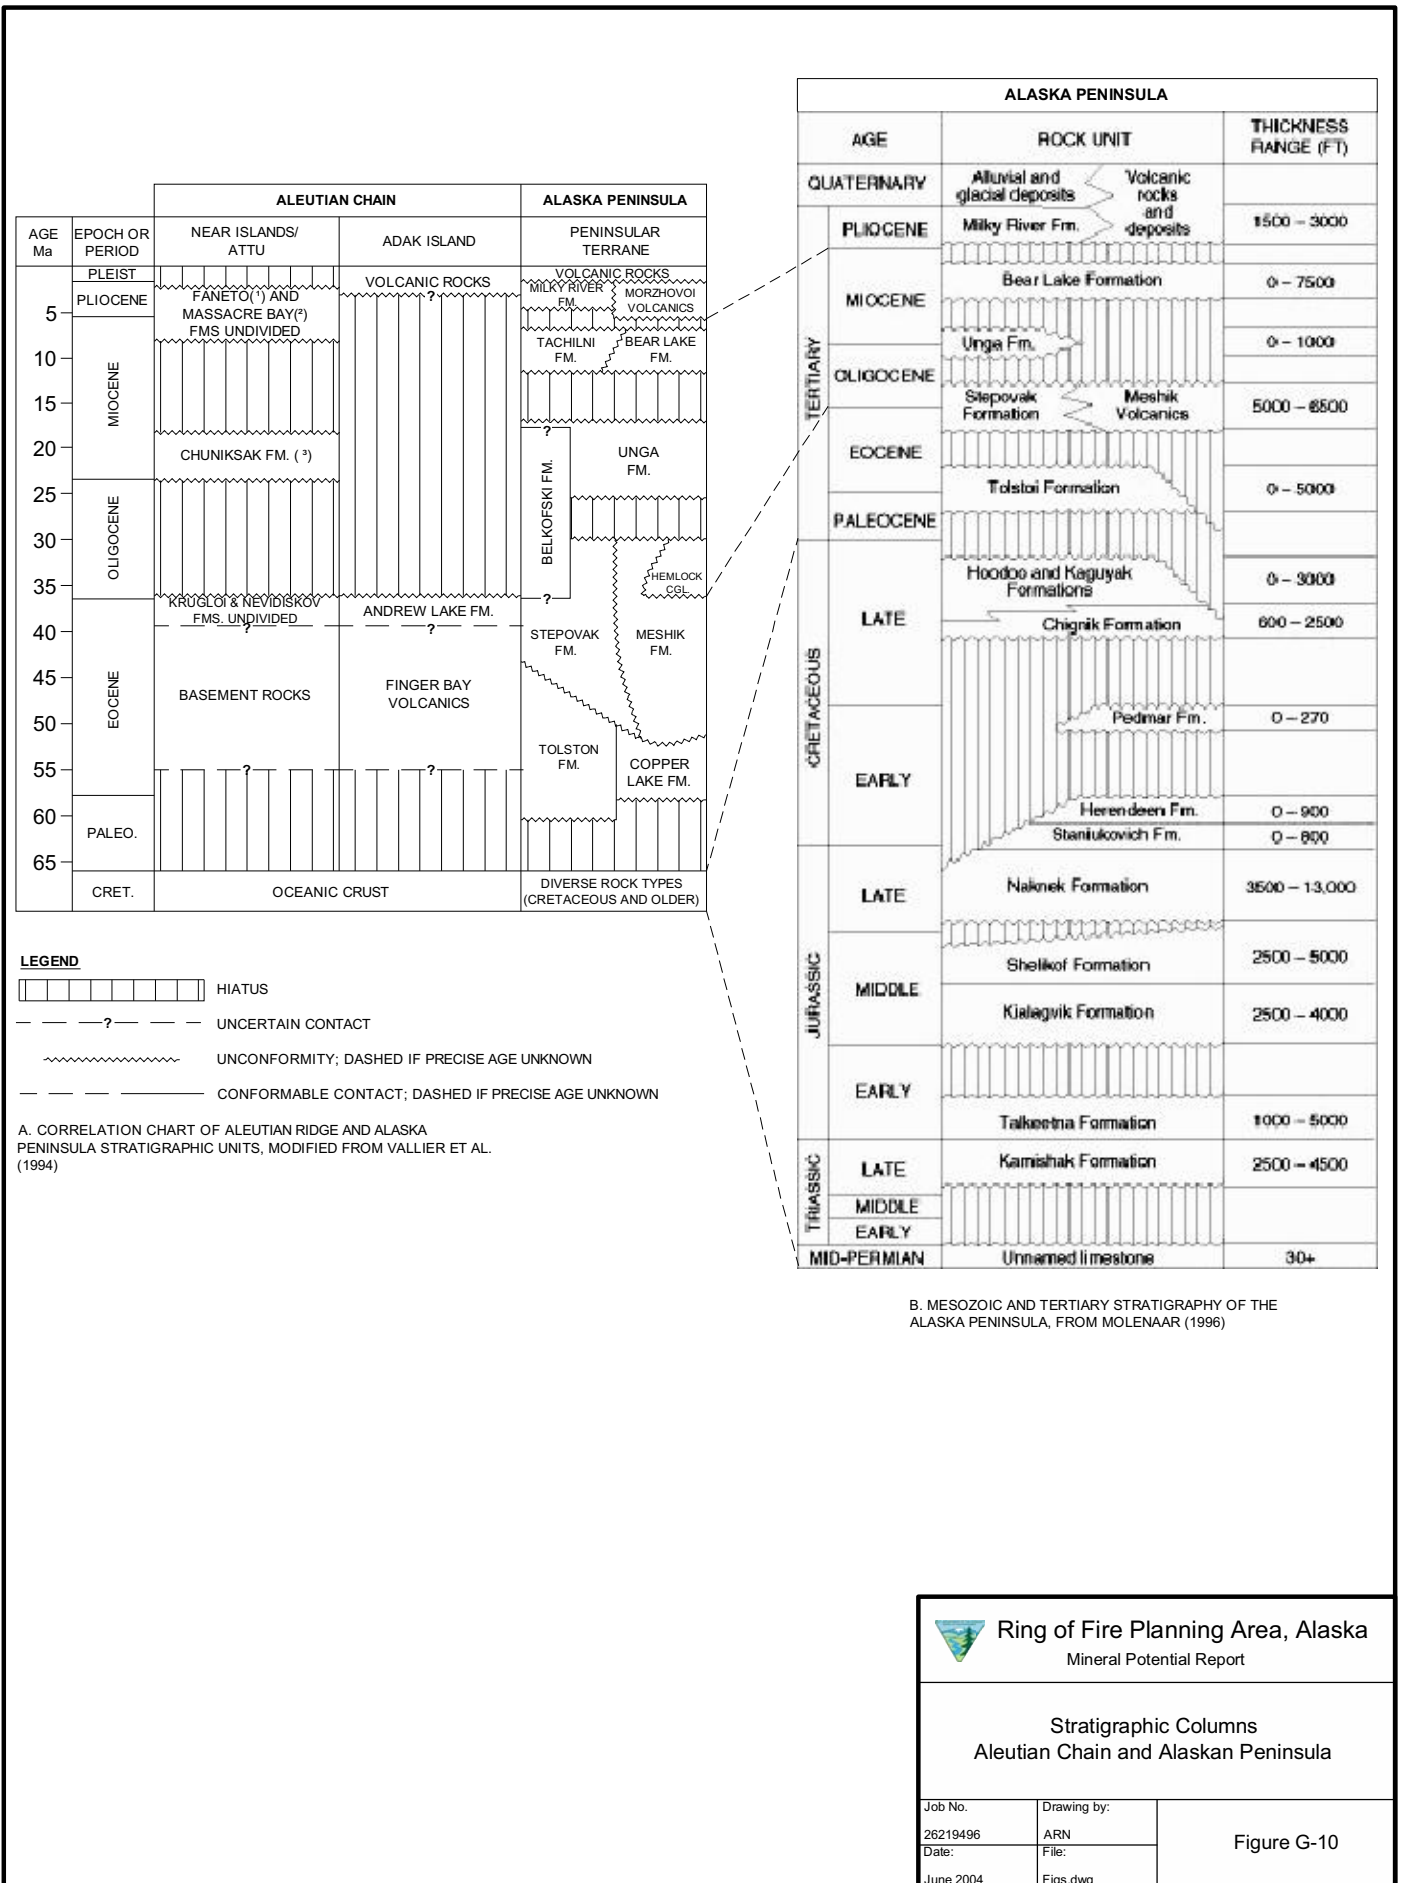 ALEUTIAN CHAIN
ALASKA PENINSULA
AGE
Ma
EPOCH OR
PERIOD
NEAR ISLANDS/
ATTU
ADAK ISLAND
PENINSULAR
TERRANE
PLEIST
PLIOCENE
MIOCENE
OLIGOCENE
EOCENE
PALEO.
CRET.
5
10
15
20
25
30
35
40
45
50
55
60
65
FANETO(¹) AND
MASSACRE BAY(²)
FMS UNDIVIDED
CHUNIKSAK FM. ( ³)
KRUGLOI & NEVIDISKOV
FMS. UNDIVIDED
?
BASEMENT ROCKS
?
VOLCANIC ROCKS
?
ANDREW LAKE FM.
?
FINGER BAY
VOLCANICS
?
OCEANIC CRUST
VOLCANIC ROCKS
MILKY RIVER
FM.
MORZHOVOI
VOLCANICS
TACHILNI
FM.
BEAR LAKE
FM.
?
BELKOFSKI FM.
?
UNGA
FM.
HEMLOCK
CGL.
STEPOVAK
FM.
MESHIK
FM.
TOLSTON
FM.
COPPER
LAKE FM.
DIVERSE ROCK TYPES
(CRETACEOUS AND OLDER)
LEGEND
HIATUS
?
UNCERTAIN CONTACT
UNCONFORMITY; DASHED IF PRECISE AGE UNKNOWN
CONFORMABLE CONTACT; DASHED IF PRECISE AGE UNKNOWN
A. CORRELATION CHART OF ALEUTIAN RIDGE AND ALASKA
PENINSULA STRATIGRAPHIC UNITS, MODIFIED FROM VALLIER ET AL.
(1994)
ALASKA PENINSULA
AGE
ROCK UNIT
THICKNESS
RANGE (FT)
QUATERNARY
Alluvial and
glacial deposits
Volcanic
rocks
and
deposits
TERTIARY
PLIOCENE
Milky River Fm.
1500 – 3000
MIOCENE
Bear Lake Formation
0 – 7500
Unga Fm.
0 – 1000
OLIGOCENE
Stepovak
Formation
Meshik
Volcanics
5000 – 6500
EOCENE
Tolstoi Formation
0 – 5000
PALEOCENE
CRETACEOUS
LATE
Hoodoo and Kaguyak
Formations
0 – 3000
Chignik Formation
600 – 2500
EARLY
Pedmar Fm.
0 – 270
Herendeen Fm.
0 – 900
Staniukovich Fm.
0 – 800
JURASSIC
LATE
Naknek Formation
3500 – 13,000
MIDDLE
Shelikof Formation
2500 – 5000
Kialagvik Formation
2500 – 4000
EARLY
Talkeetna Formation
1000 – 5000
TRIASSIC
LATE
Kamishak Formation
2500 – 4500
MIDDLE
EARLY
MID-PERMIAN
Unnamed limestone
30+
B. MESOZOIC AND TERTIARY STRATIGRAPHY OF THE
ALASKA PENINSULA, FROM MOLENAAR (1996)
Ring of Fire Planning Area, Alaska
Mineral Potential Report
Stratigraphic Columns
Aleutian Chain and Alaskan Peninsula
Job No.
26219496
Drawing by:
ARN
Date:
June 2004
File:
Figs.dwg
Figure G-10